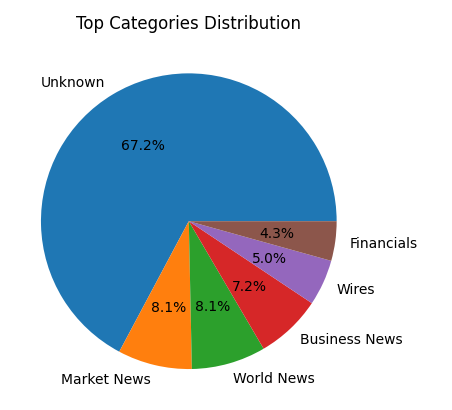 Top Categories Distribution
Unknown
67.2%
4.3%
Financials
5.0%
Wires
7.2%
Business News
8.1%
World News
8.1%
Market News